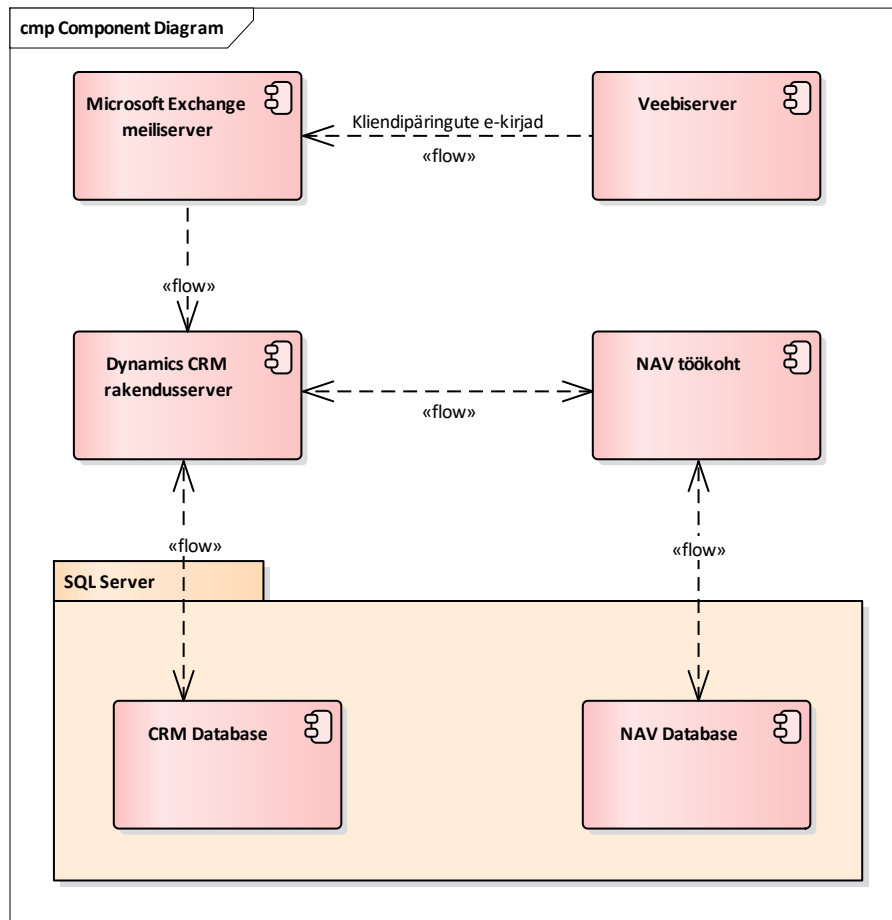 cmp Component Diagram
Microsoft Exchange
meiliserver
Veebiserver
Kliendipäringute e-kirjad
«flow»
«flow»
Dynamics CRM
rakendusserver
NAV töökoht
«flow»
«flow»
«flow»
SQL Server
CRM Database
NAV Database